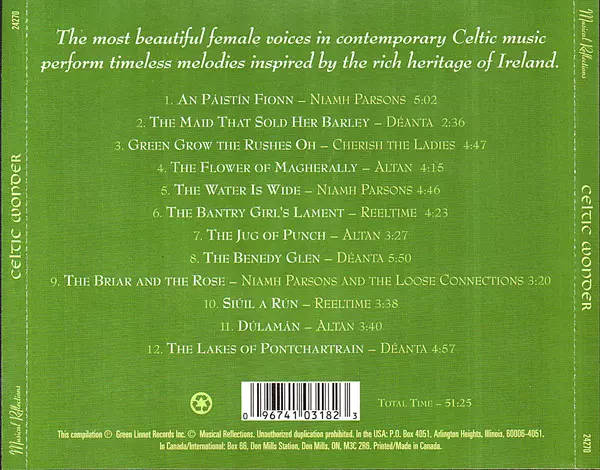 24270
Musical Reflections
The most beautiful female voices in contemporary Celtic music
perform timeless melodies inspired by the rich heritage of Ireland.
1. An Páistín Fionn – Niamh Parsons 5:02
2. The Maid That Sold Her Barley – Déanta 2:36
3. Green Grow the Rushes Oh – Cherish the Ladies 4:47
4. The Flower of Magherally – Altan 4:15
5. The Water Is Wide – Niamh Parsons 4:46
6. The Bantry Girl's Lament – Reeltime 4:23
7. The Jug of Punch – Altan 3:27
8. The Benedy Glen – Déanta 5:50
9. The Briar and the Rose – Niamh Parsons and the Loose Connections 3:20
10. Siúil a Rún – Reeltime 3:38
11. Dúlamán – Altan 3:40
12. The Lakes of Pontchartrain – Déanta 4:57
celtic wonder
celtic wonder
0 96741 03182 3
Total Time – 51:25
This compilation ℗ Green Linnet Records Inc. © Musical Reflections. Unauthorized duplication prohibited. In the USA: P.O. Box 4051, Arlington Heights, Illinois, 60006-4051.
In Canada/International: Box 66, Don Mills Station, Don Mills, ON, M3C 2R6. Printed/Made in Canada.
Musical Reflections
24270